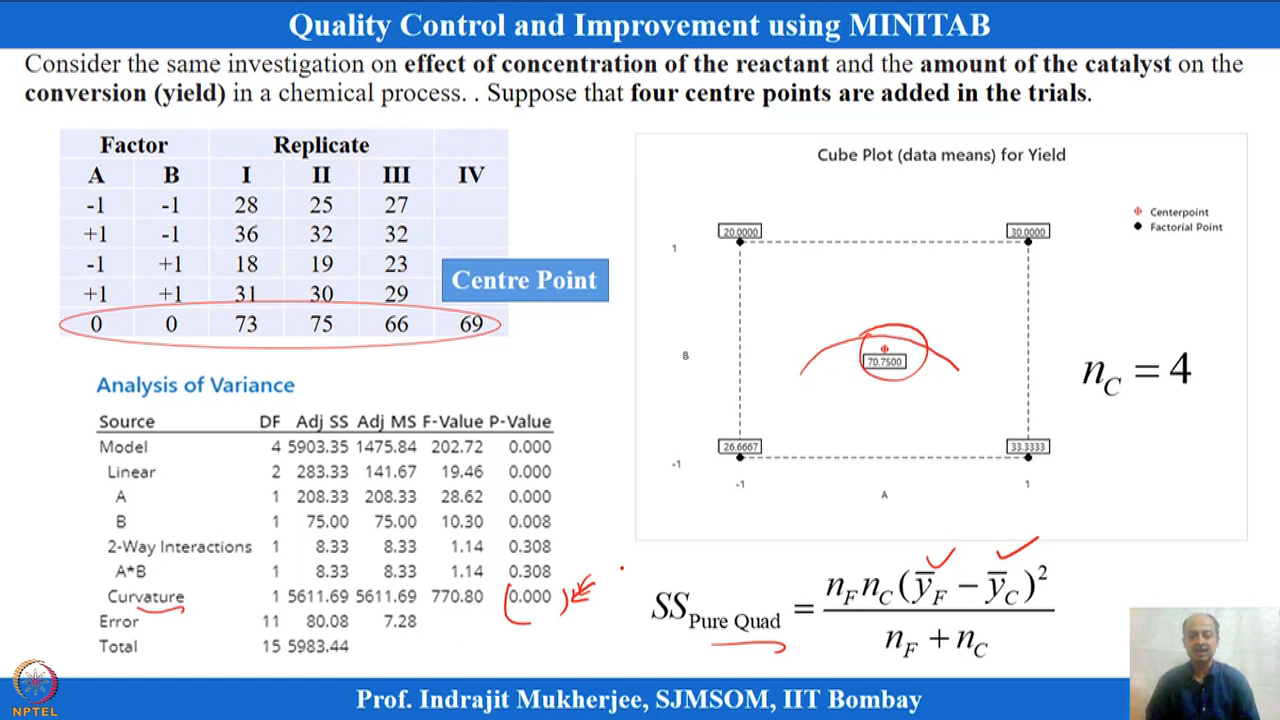 Quality Control and Improvement using MINITAB
Consider the same investigation on effect of concentration of the reactant and the amount of the catalyst on the
conversion (yield) in a chemical process. . Suppose that four centre points are added in the trials.
Factor Replicate
A B I II III IV
-1 -1 28 25 27
+1 -1 36 32 32
-1 +1 18 19 23
+1 +1 31 30 29
0 0 73 75 66 69
Centre Point
Analysis of Variance
Source DF Adj SS Adj MS F-Value P-Value
Model 4 5903.35 1475.84 202.72 0.000
Linear 2 283.33 141.67 19.46 0.000
A 1 208.33 208.33 28.62 0.000
B 1 75.00 75.00 10.30 0.008
2-Way Interactions 1 8.33 8.33 1.14 0.308
A*B 1 8.33 8.33 1.14 0.308
Curvature 1 5611.69 5611.69 770.80 0.000
Error 11 80.08 7.28
Total 15 5983.44
Cube Plot (data means) for Yield
Centerpoint
Factorial Point
20.0000 30.0000
1
B
70.7500
26.6667 33.3333
-1
-1 1
A
n_C = 4
SS_Pure Quad = n_F n_C (y̿_F − y̿_C)² / n_F + n_C
NPTEL
Prof. Indrajit Mukherjee, SJMSOM, IIT Bombay